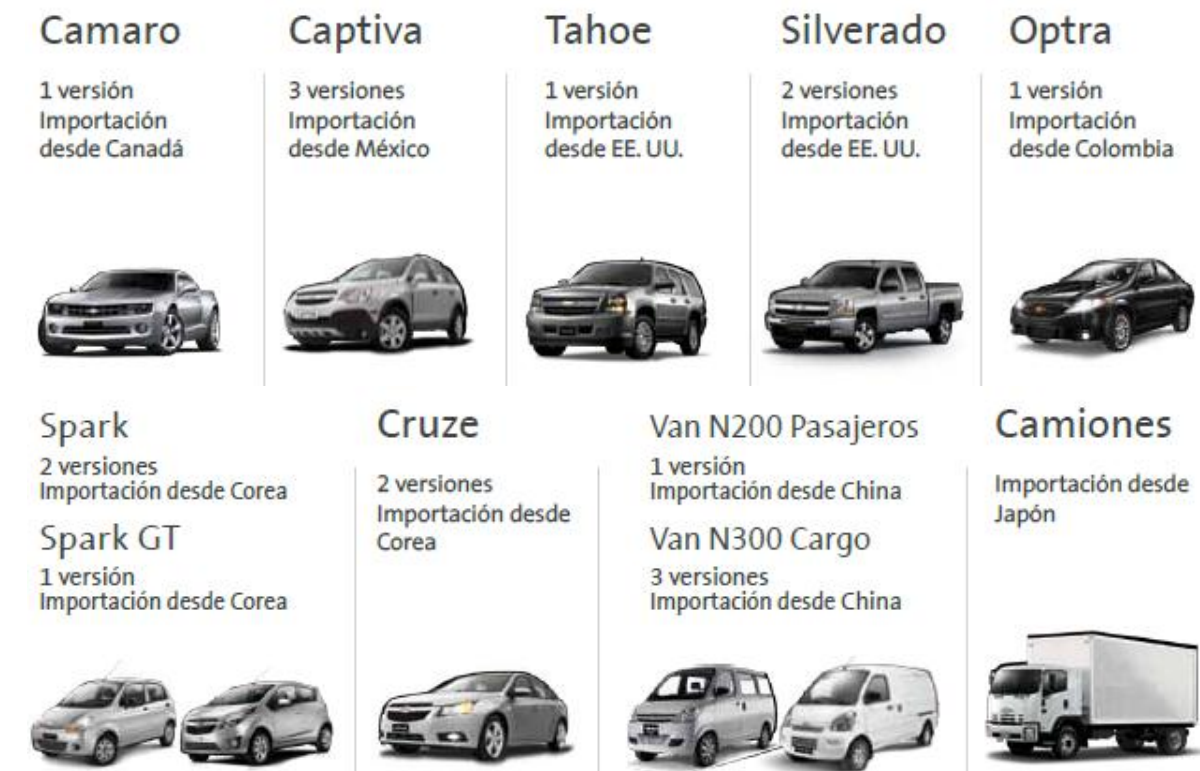 Camaro
1 versión
Importación
desde Canadá
Captiva
3 versiones
Importación
desde México
Tahoe
1 versión
Importación
desde EE. UU.
Silverado
2 versiones
Importación
desde EE. UU.
Optra
1 versión
Importación
desde Colombia
Spark
2 versiones
Importación desde Corea
Spark GT
1 versión
Importación desde Corea
Cruze
2 versiones
Importación desde
Corea
Van N200 Pasajeros
1 versión
Importación desde China
Van N300 Cargo
3 versiones
Importación desde China
Camiones
Importación desde
Japón